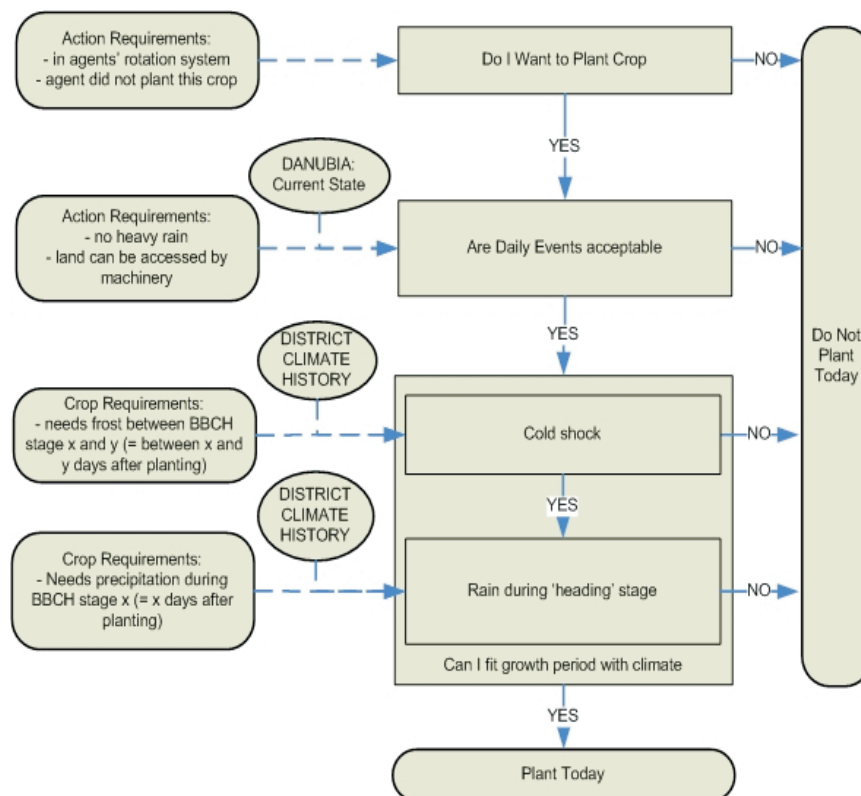 Action Requirements:
- in agents' rotation system
- agent did not plant this crop
Do I Want to Plant Crop
NO
YES
DANUBIA:
Current State
Action Requirements:
- no heavy rain
- land can be accessed by
machinery
Are Daily Events acceptable
NO
YES
Do Not
Plant
Today
DISTRICT
CLIMATE
HISTORY
Crop Requirements:
- needs frost between BBCH
stage x and y (= between x and
y days after planting)
Cold shock
NO
YES
DISTRICT
CLIMATE
HISTORY
Crop Requirements:
- Needs precipitation during
BBCH stage x (= x days after
planting)
Rain during 'heading' stage
NO
Can I fit growth period with climate
YES
Plant Today